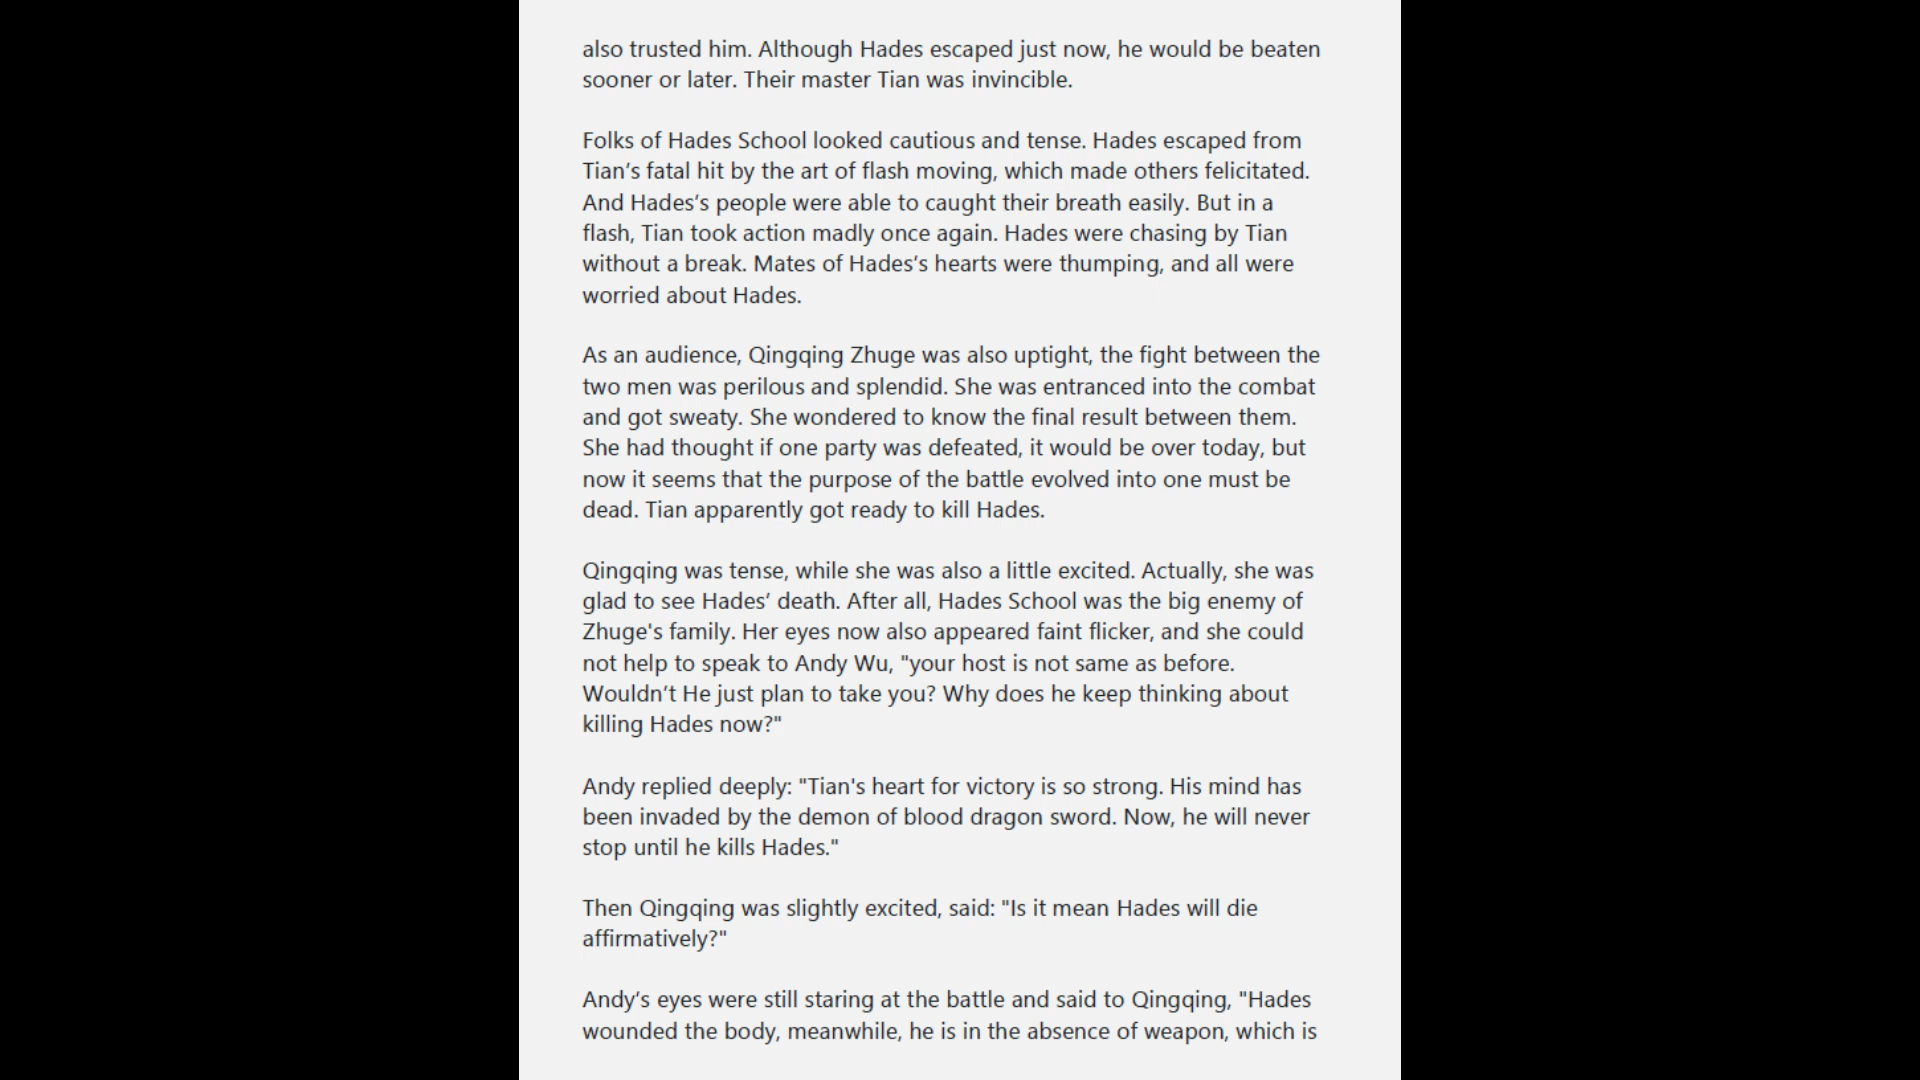 also trusted him. Although Hades escaped just now, he would be beaten
sooner or later. Their master Tian was invincible.
Folks of Hades School looked cautious and tense. Hades escaped from
Tian’s fatal hit by the art of flash moving, which made others felicitated.
And Hades’s people were able to caught their breath easily. But in a
flash, Tian took action madly once again. Hades were chasing by Tian
without a break. Mates of Hades’s hearts were thumping, and all were
worried about Hades.
As an audience, Qingqing Zhuge was also uptight, the fight between the
two men was perilous and splendid. She was entranced into the combat
and got sweaty. She wondered to know the final result between them.
She had thought if one party was defeated, it would be over today, but
now it seems that the purpose of the battle evolved into one must be
dead. Tian apparently got ready to kill Hades.
Qingqing was tense, while she was also a little excited. Actually, she was
glad to see Hades’ death. After all, Hades School was the big enemy of
Zhuge's family. Her eyes now also appeared faint flicker, and she could
not help to speak to Andy Wu, "your host is not same as before.
Wouldn’t He just plan to take you? Why does he keep thinking about
killing Hades now?"
Andy replied deeply: "Tian's heart for victory is so strong. His mind has
been invaded by the demon of blood dragon sword. Now, he will never
stop until he kills Hades."
Then Qingqing was slightly excited, said: "Is it mean Hades will die
affirmatively?"
Andy’s eyes were still staring at the battle and said to Qingqing, "Hades
wounded the body, meanwhile, he is in the absence of weapon, which is